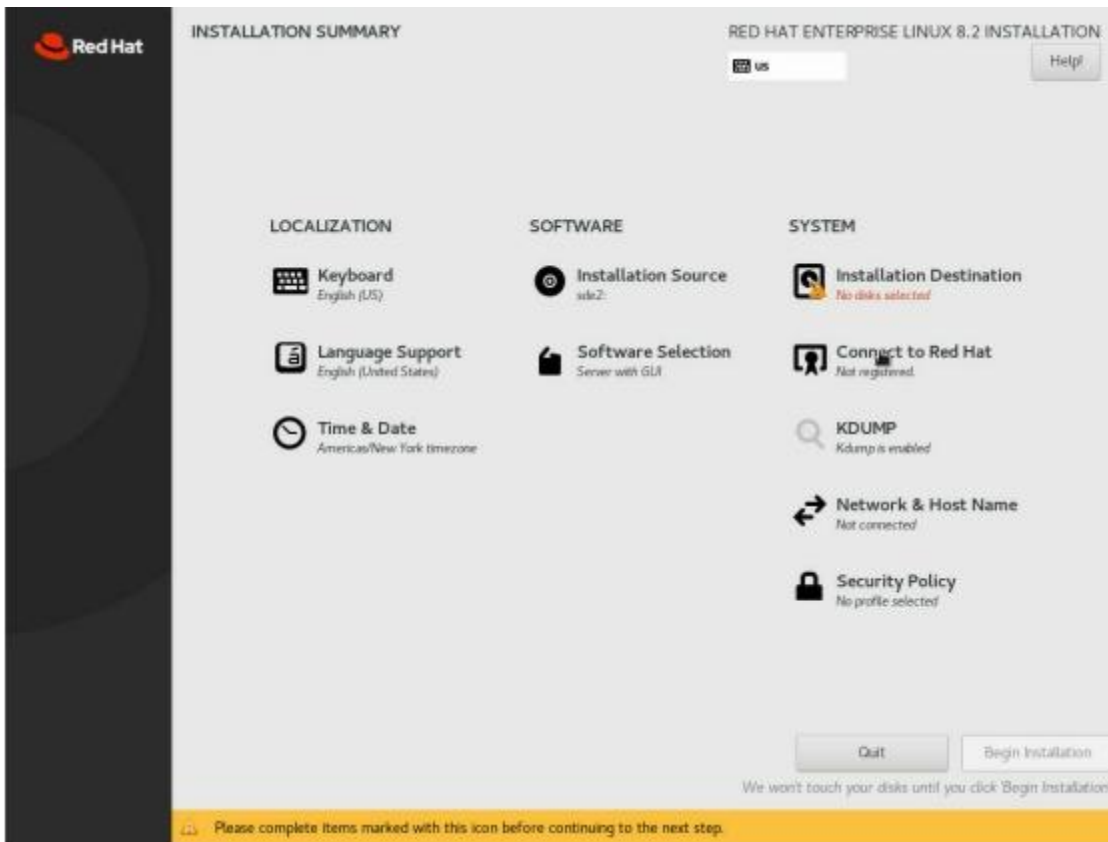 Red Hat
INSTALLATION SUMMARY
RED HAT ENTERPRISE LINUX 8.2 INSTALLATION
us
Help!
LOCALIZATION
SOFTWARE
SYSTEM
Keyboard
English (US)
Installation Source
sde2:
Installation Destination
No disks selected
Language Support
English (United States)
Software Selection
Server with GUI
Connect to Red Hat
Not registered.
Time & Date
Americas/New York timezone
KDUMP
Kdump is enabled
Network & Host Name
Not connected
Security Policy
No profile selected
Quit
Begin Installation
We won't touch your disks until you click 'Begin Installation
Please complete items marked with this icon before continuing to the next step.